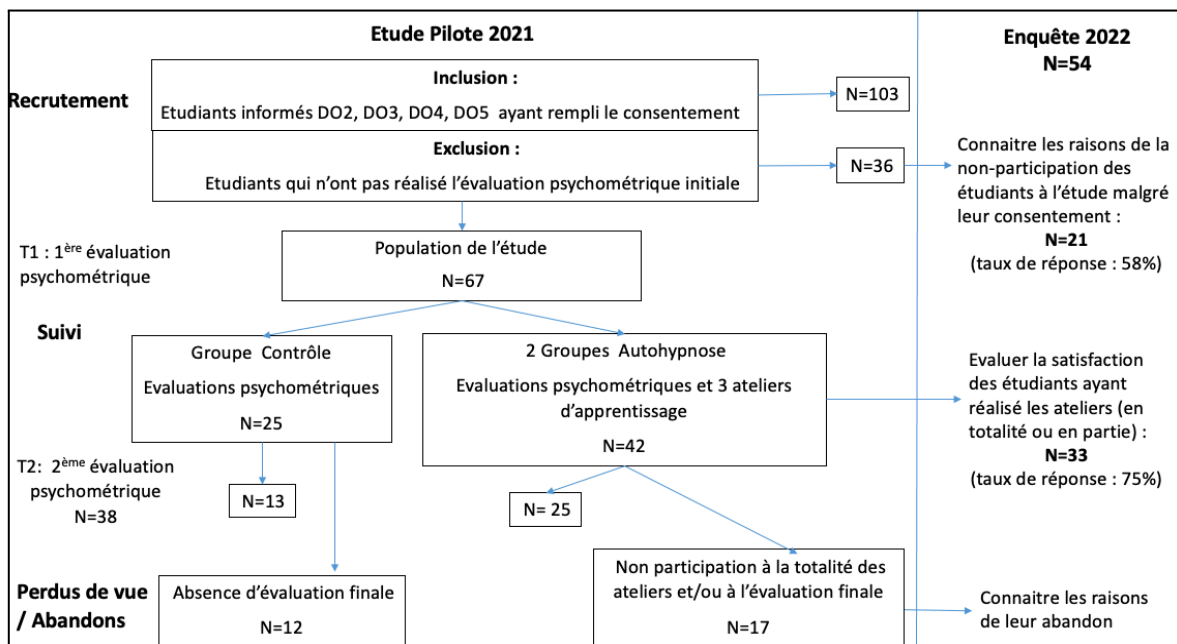 Etude Pilote 2021
Enquête 2022
N=54
Recrutement
Inclusion :
Etudiants informés DO2, DO3, DO4, DO5 ayant rempli le consentement
N=103
Exclusion :
Etudiants qui n'ont pas réalisé l'évaluation psychométrique initiale
N=36
Connaitre les raisons de la
non-participation des
étudiants à l'étude malgré
leur consentement :
N=21
(taux de réponse : 58%)
T1 : 1ère évaluation
psychométrique
Population de l'étude
N=67
Suivi
Groupe Contrôle
Evaluations psychométriques
N=25
2 Groupes Autohypnose
Evaluations psychométriques et 3 ateliers
d'apprentissage
N=42
Evaluer la satisfaction
des étudiants ayant
réalisé les ateliers (en
totalité ou en partie) :
N=33
(taux de réponse : 75%)
T2: 2ème évaluation
psychométrique
N=38
N=13
N= 25
Perdus de vue
/ Abandons
Absence d'évaluation finale
N=12
Non participation à la totalité des
ateliers et/ou à l'évaluation finale
N=17
Connaitre les raisons
de leur abandon